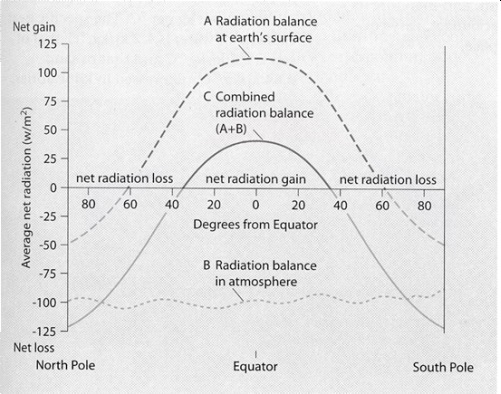 Net gain
A Radiation balance
at earth's surface
125
100
75
50
25
0
-25
-50
-75
-100
-125
Average net radiation (w/m²)
C Combined
radiation balance
(A+B)
net radiation loss
net radiation gain
net radiation loss
80 60 40 20 0 20 40 60 80
Degrees from Equator
B Radiation balance
in atmosphere
Net loss
North Pole
Equator
South Pole